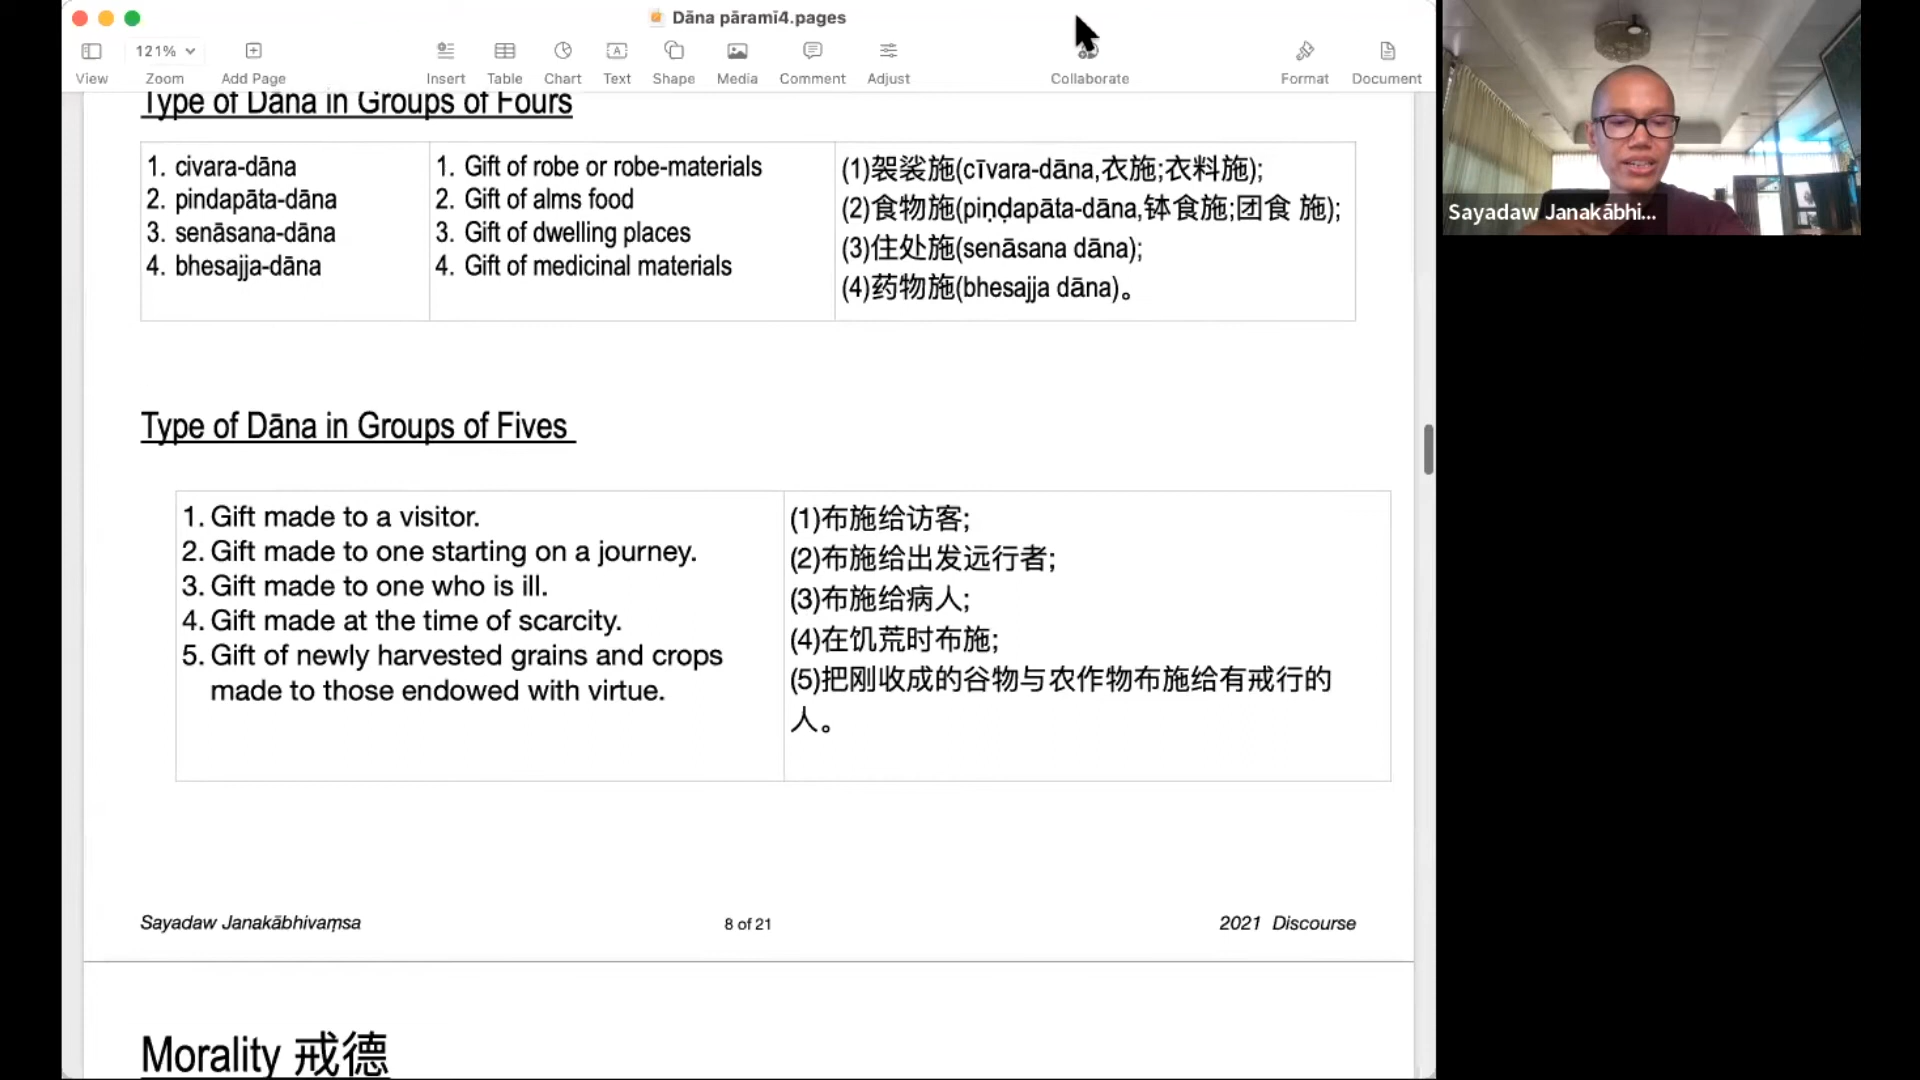 Dāna pāramī4.pages
121%
View Zoom Add Page Insert Table Chart Text Shape Media Comment Adjust Collaborate Format Document
Type of Dāna in Groups of Fours
1. civara-dāna
2. pindapāta-dāna
3. senāsana-dāna
4. bhesajja-dāna
1. Gift of robe or robe-materials
2. Gift of alms food
3. Gift of dwelling places
4. Gift of medicinal materials
(1)袈裟施(cīvara-dāna,衣施;衣料施);
(2)食物施(piṇḍapāta-dāna,钵食施;团食 施);
(3)住处施(senāsana dāna);
(4)药物施(bhesajja dāna)。
Type of Dāna in Groups of Fives
1. Gift made to a visitor.
2. Gift made to one starting on a journey.
3. Gift made to one who is ill.
4. Gift made at the time of scarcity.
5. Gift of newly harvested grains and crops
made to those endowed with virtue.
(1)布施给访客;
(2)布施给出发远行者;
(3)布施给病人;
(4)在饥荒时布施;
(5)把刚收成的谷物与农作物布施给有戒行的
人。
Sayadaw Janakābhivaṃsa 8 of 21 2021 Discourse
Morality 戒德
Sayadaw Janakābhi...